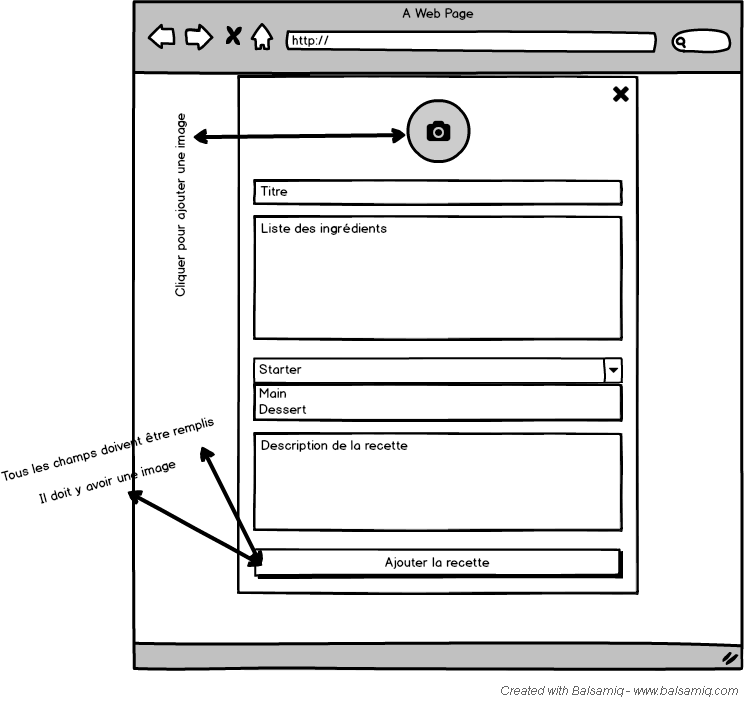 A Web Page
http://
Cliquer pour ajouter une image
Titre
Liste des ingrédients
Starter
Main
Dessert
Tous les champs doivent être remplis
Il doit y avoir une image
Description de la recette
Ajouter la recette
Created with Balsamiq - www.balsamiq.com